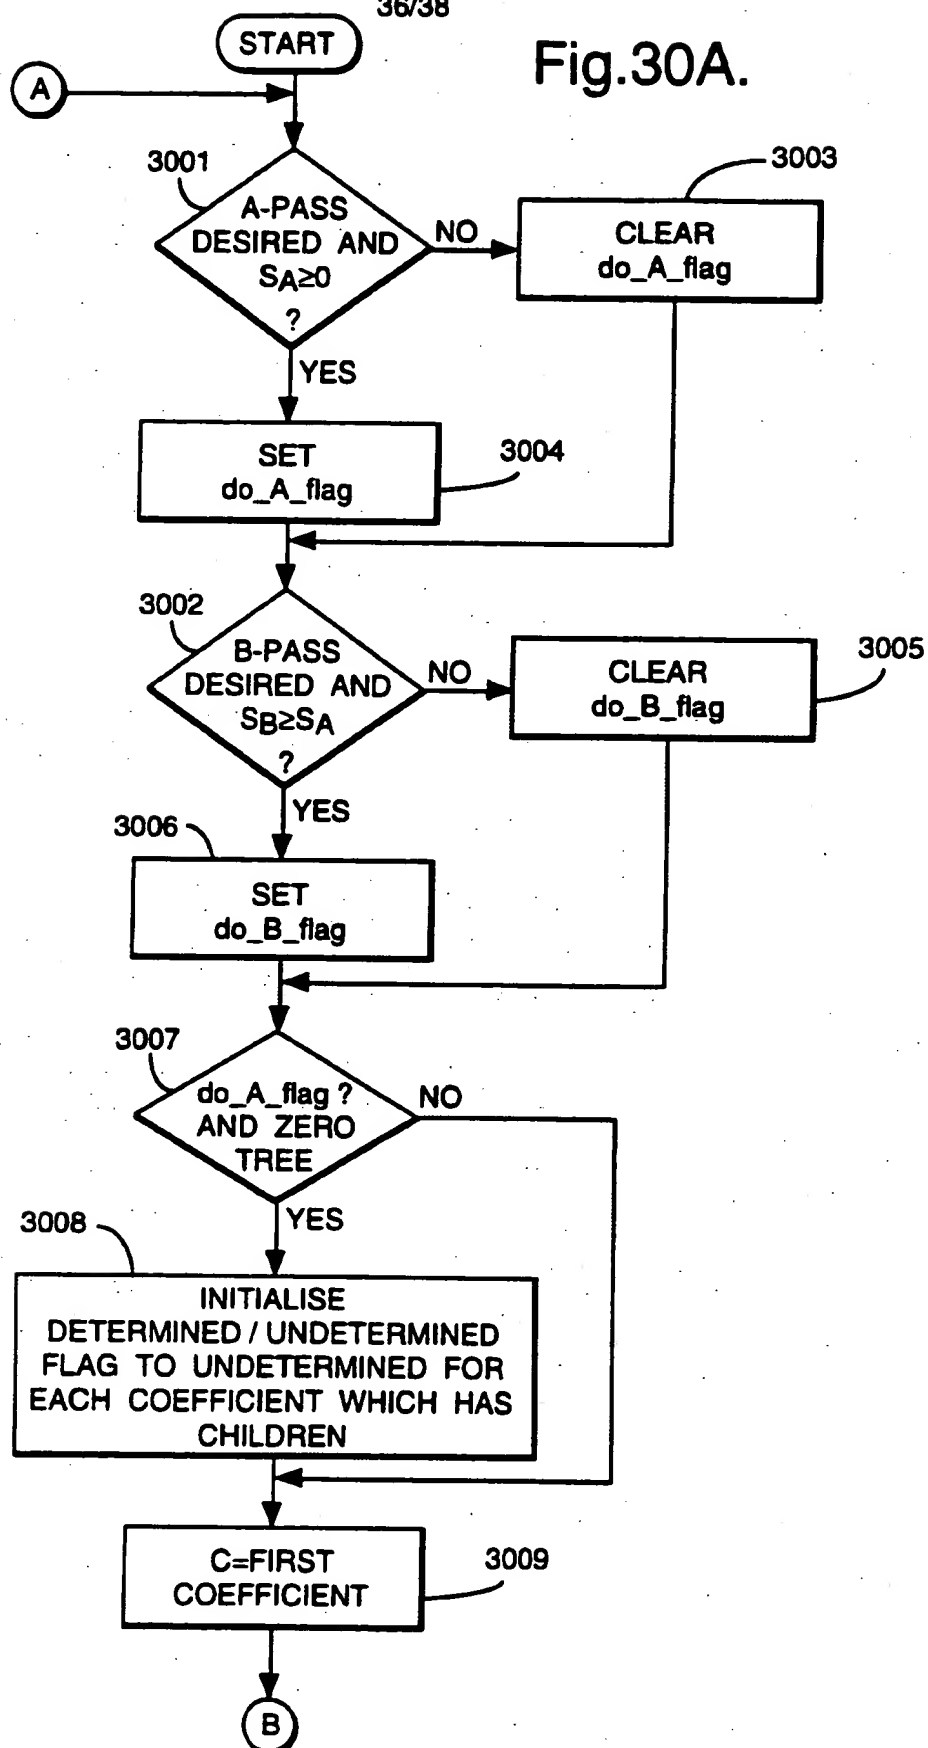 36/38
START
Fig.30A.
A
3001
A-PASS
DESIRED AND
SA≥0
?
NO
3003
CLEAR
do_A_flag
YES
SET
do_A_flag
3004
3002
B-PASS
DESIRED AND
SB≥SA
?
NO
CLEAR
do_B_flag
3005
YES
3006
SET
do_B_flag
3007
do_A_flag ?
AND ZERO
TREE
NO
YES
3008
INITIALISE
DETERMINED / UNDETERMINED
FLAG TO UNDETERMINED FOR
EACH COEFFICIENT WHICH HAS
CHILDREN
C=FIRST
COEFFICIENT
3009
B